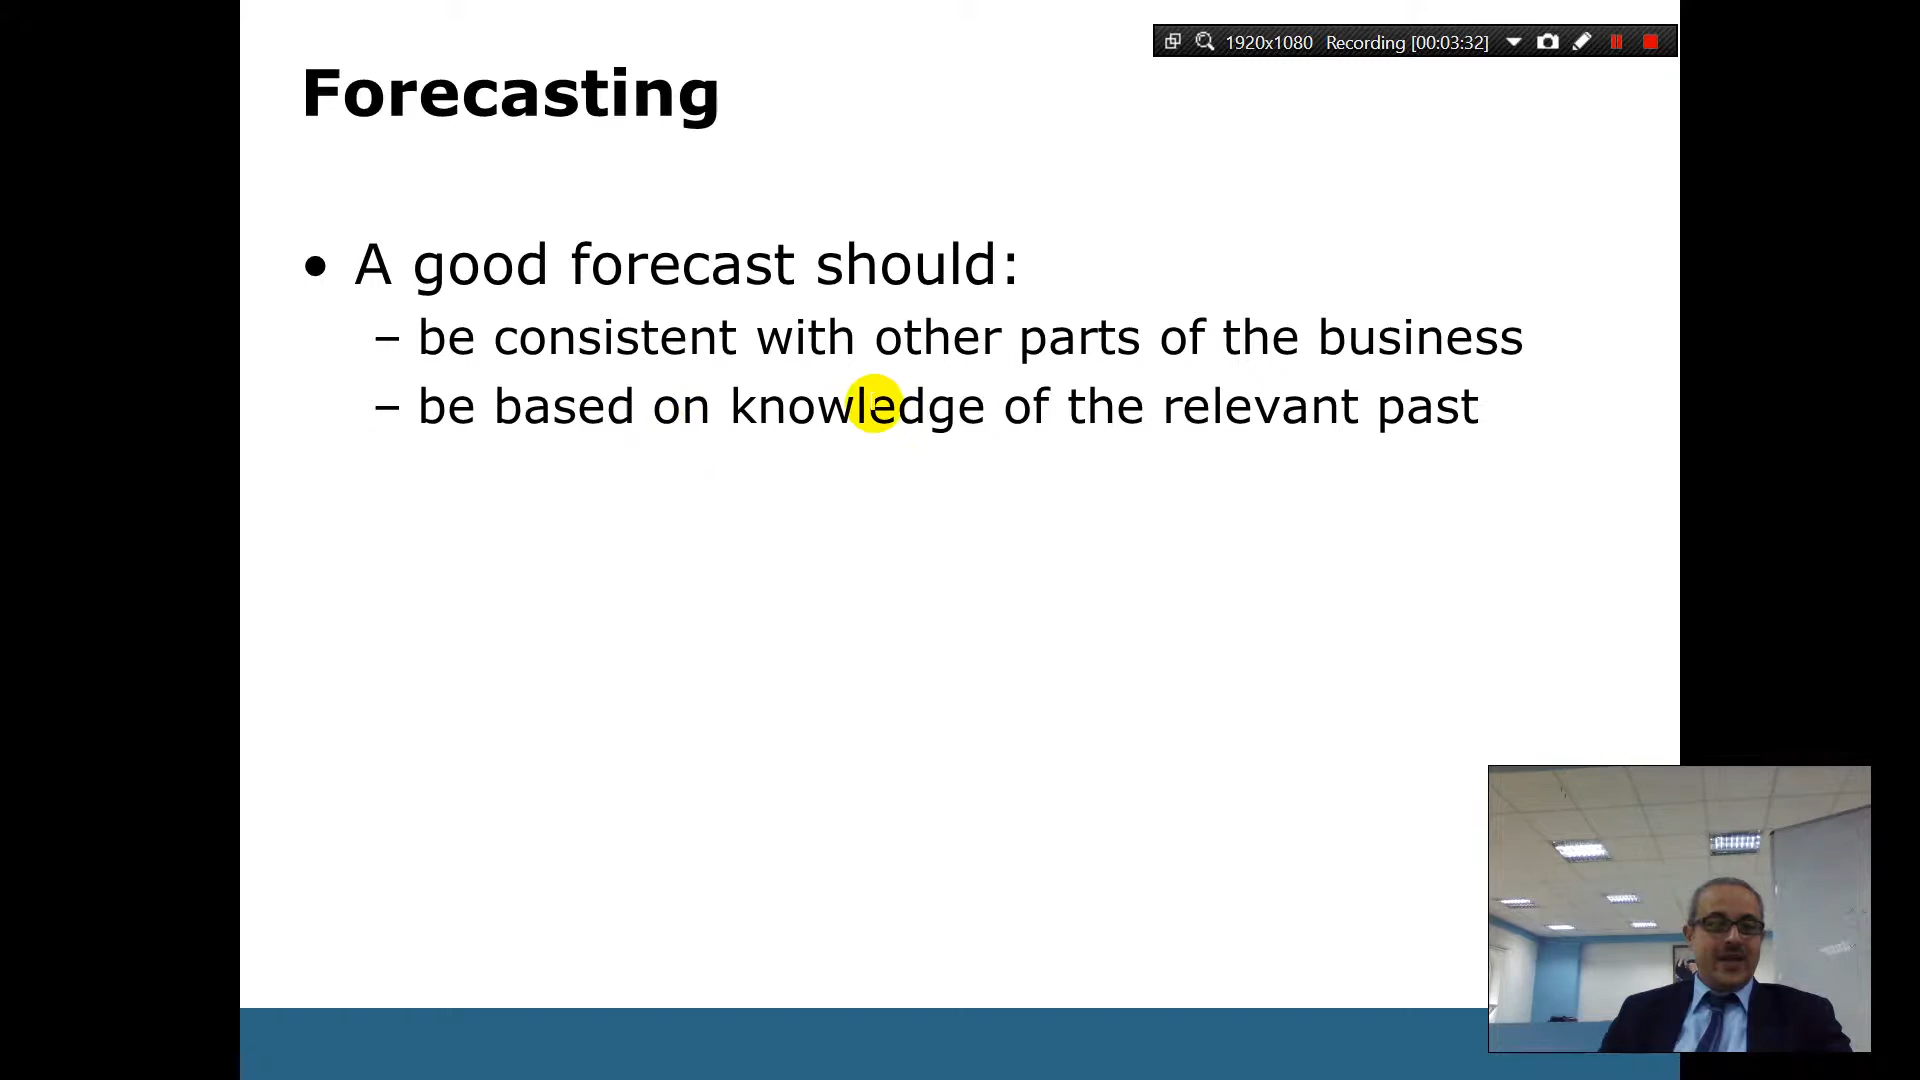 1920x1080 Recording [00:03:32]
Forecasting
• A good forecast should:
– be consistent with other parts of the business
– be based on knowledge of the relevant past